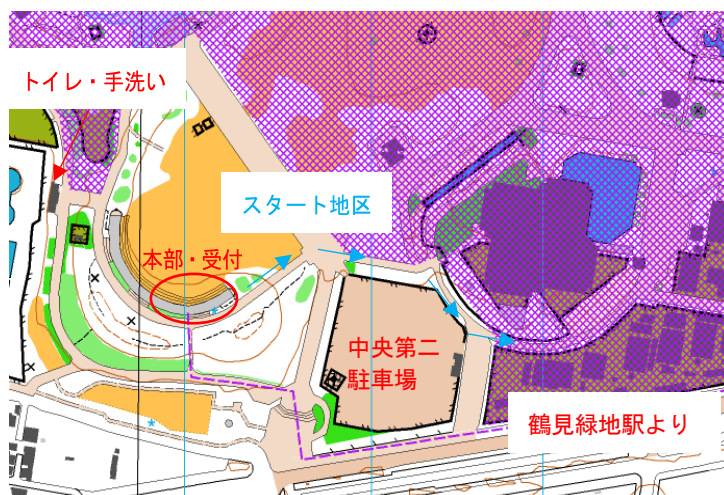 トイレ・手洗い
スタート地区
本部・受付
中央第二
駐車場
鶴見緑地駅より